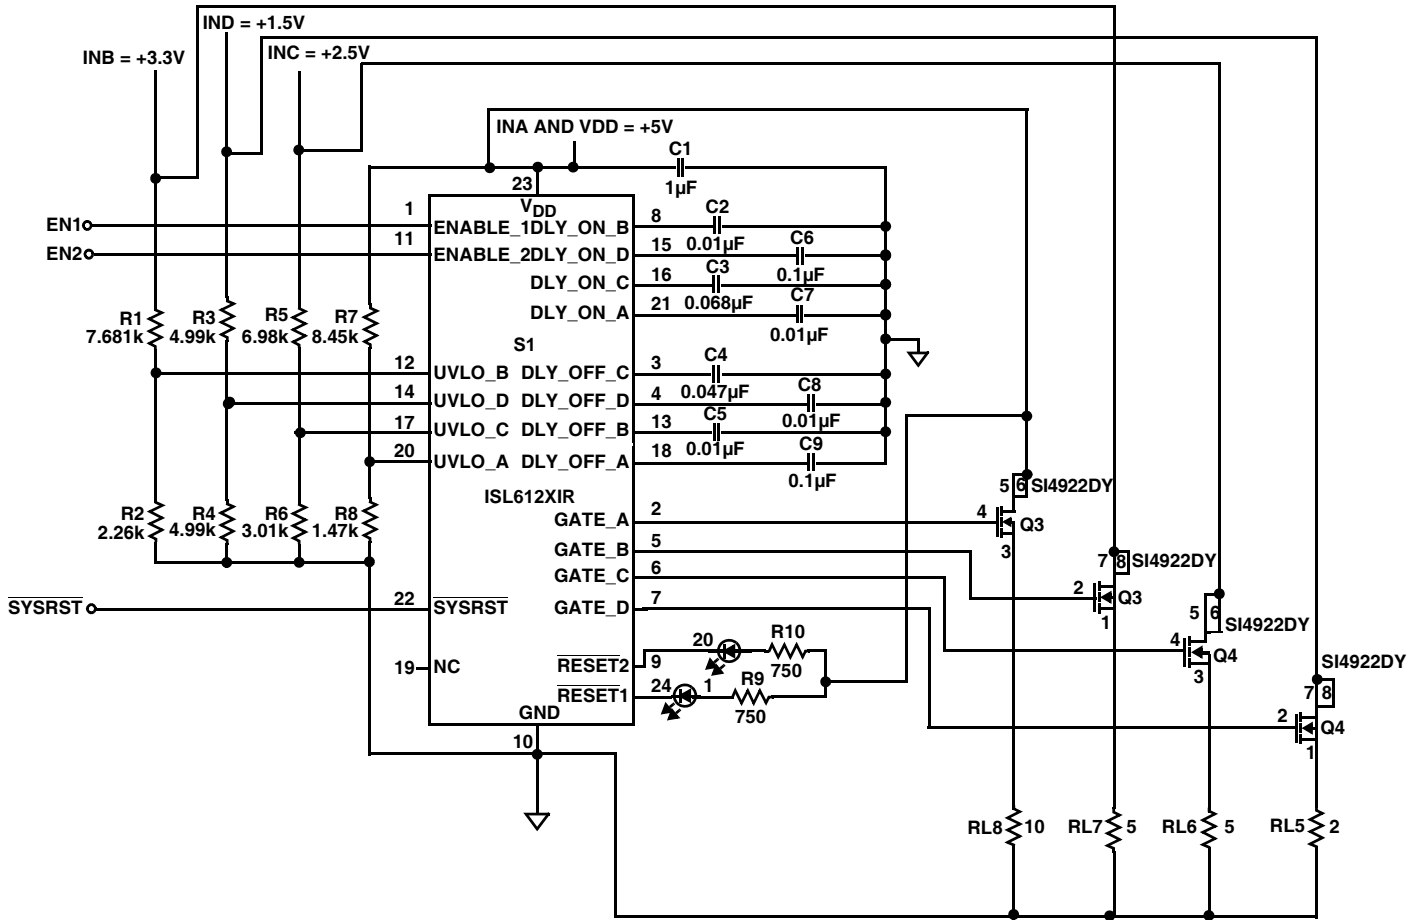 IND = +1.5V
INB = +3.3V
INC = +2.5V
INA AND VDD = +5V
C1
1µF
23
V_DD
EN1
1
ENABLE_1
DLY_ON_B
8
C2
0.01µF
EN2
11
ENABLE_2
DLY_ON_D
15
C6
0.1µF
DLY_ON_C
16
C3
0.068µF
DLY_ON_A
21
C7
0.01µF
R1
7.681k
R3
4.99k
R5
6.98k
R7
8.45k
S1
12
UVLO_B
DLY_OFF_C
3
C4
0.047µF
14
UVLO_D
DLY_OFF_D
4
C8
0.01µF
17
UVLO_C
DLY_OFF_B
13
C5
0.01µF
20
UVLO_A
DLY_OFF_A
18
C9
0.1µF
ISL612XIR
R2
2.26k
R4
4.99k
R6
3.01k
R8
1.47k
GATE_A
2
GATE_B
5
GATE_C
6
GATE_D
7
SYSRST
22
SYSRST
19
NC
RESET2
9
20
R10
750
RESET1
24
1
R9
750
GND
10
5
6
SI4922DY
4
Q3
3
7
8
SI4922DY
2
Q3
1
5
6
SI4922DY
4
Q4
3
SI4922DY
7
8
2
Q4
1
RL8
10
RL7
5
RL6
5
RL5
2